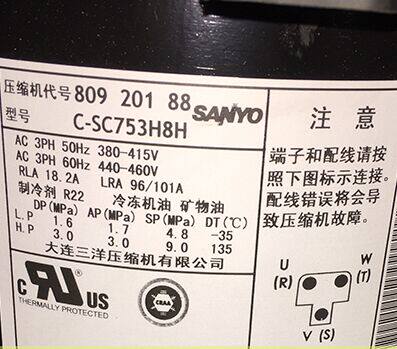 压缩机代号 809 201 88 SANYO
型号 C-SC753H8H
AC 3PH 50Hz 380-415V
AC 3PH 60Hz 440-460V
RLA 18.2A LRA 96/101A
制冷剂 R22 冷冻机油 矿物油
DP(MPa) AP(MPa) SP(MPa) DT(℃)
L.P 1.6 1.7 4.8 -35
H.P 3.0 3.0 9.0 135
大连三洋压缩机有限公司
C RU US
THERMALLY PROTECTED
CRAA
注 意
端子和配线请按
照下图标示连接.
配线错误将会导
致压缩机故障.
U W
(R) (T)
V (S)